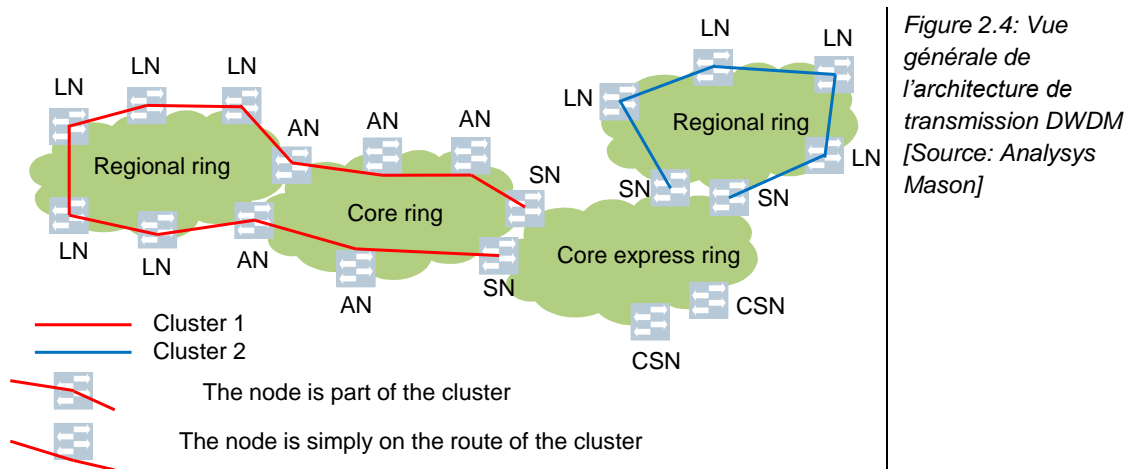 LN
LN
LN
LN
LN
LN
AN
AN
AN
AN
AN
SN
SN
Regional ring
Core ring
Core express ring
CSN
CSN
LN
LN
LN
LN
SN
SN
Regional ring
Cluster 1
Cluster 2
The node is part of the cluster
The node is simply on the route of the cluster
Figure 2.4: Vue
générale de
l’architecture de
transmission DWDM
[Source: Analysys
Mason]